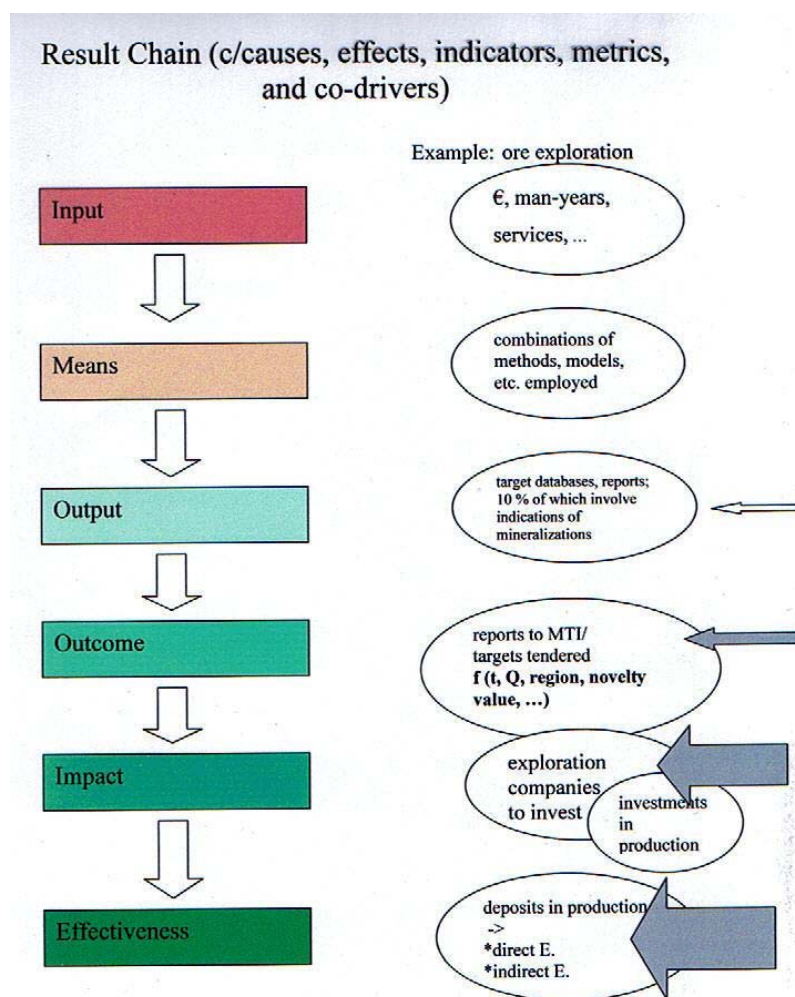 Result Chain (c/causes, effects, indicators, metrics,
and co-drivers)
Example: ore exploration
Input
€, man-years,
services, ...
Means
combinations of
methods, models,
etc. employed
Output
target databases, reports;
10 % of which involve
indications of
mineralizations
Outcome
reports to MTI/
targets tendered
f (t, Q, region, novelty
value, ...)
Impact
exploration
companies
to invest
investments
in
production
Effectiveness
deposits in production
->
*direct E.
*indirect E.